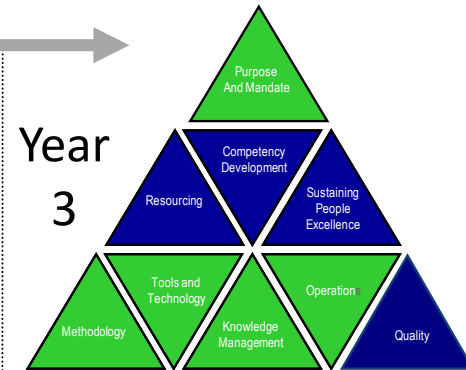 Year
3
Purpose
And Mandate
Resourcing
Competency
Development
Sustaining
People
Excellence
Methodology
Tools and
Technology
Knowledge
Management
Operations
Quality